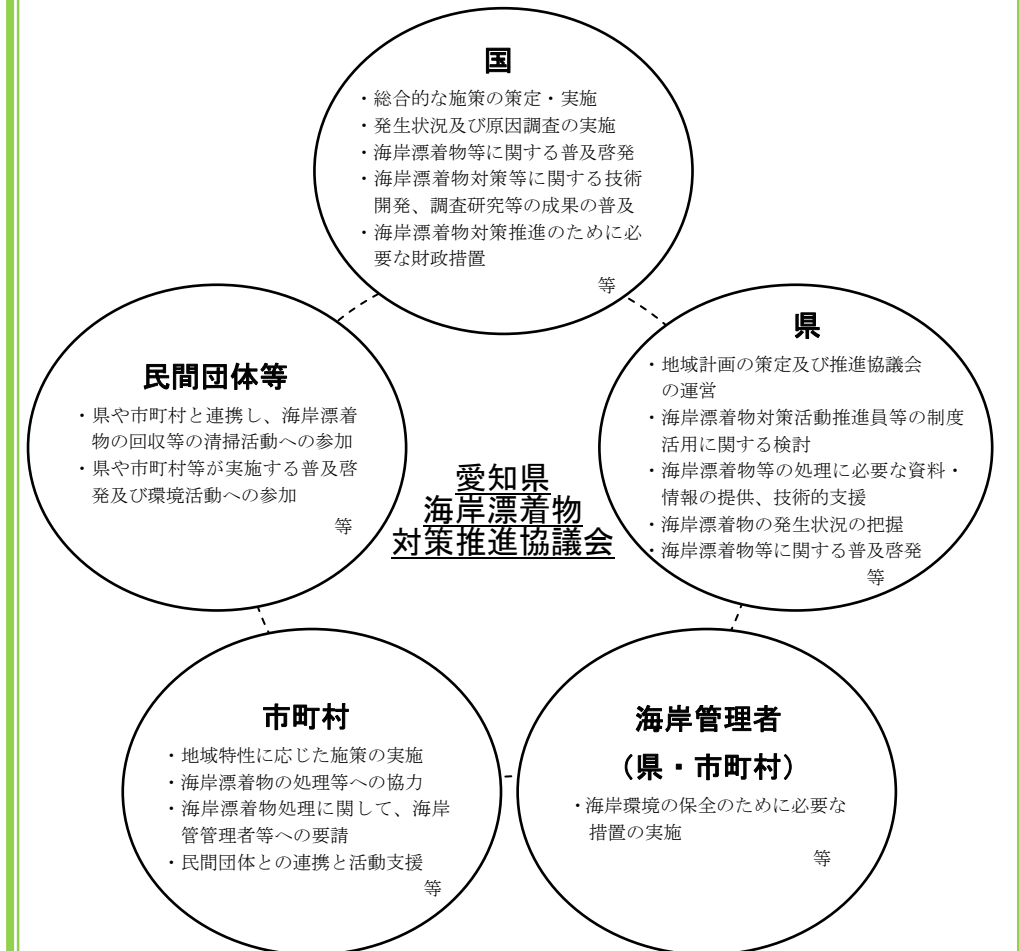 国
・総合的な施策の策定・実施
・発生状況及び原因調査の実施
・海岸漂着物等に関する普及啓発
・海岸漂着物対策等に関する技術
開発、調査研究等の成果の普及
・海岸漂着物対策推進のために必
要な財政措置
等
県
・地域計画の策定及び推進協議会
の運営
・海岸漂着物対策活動推進員等の制度
活用に関する検討
・海岸漂着物等の処理に必要な資料・
情報の提供、技術的支援
・海岸漂着物の発生状況の把握
・海岸漂着物等に関する普及啓発
等
民間団体等
・県や市町村と連携し、海岸漂着
物の回収等の清掃活動への参加
・県や市町村等が実施する普及啓
発及び環境活動への参加
等
愛知県
海岸漂着物
対策推進協議会
市町村
・地域特性に応じた施策の実施
・海岸漂着物の処理等への協力
・海岸漂着物処理に関して、海岸
管管理者等への要請
・民間団体との連携と活動支援
等
海岸管理者
（県・市町村）
・海岸環境の保全のために必要な
措置の実施
等